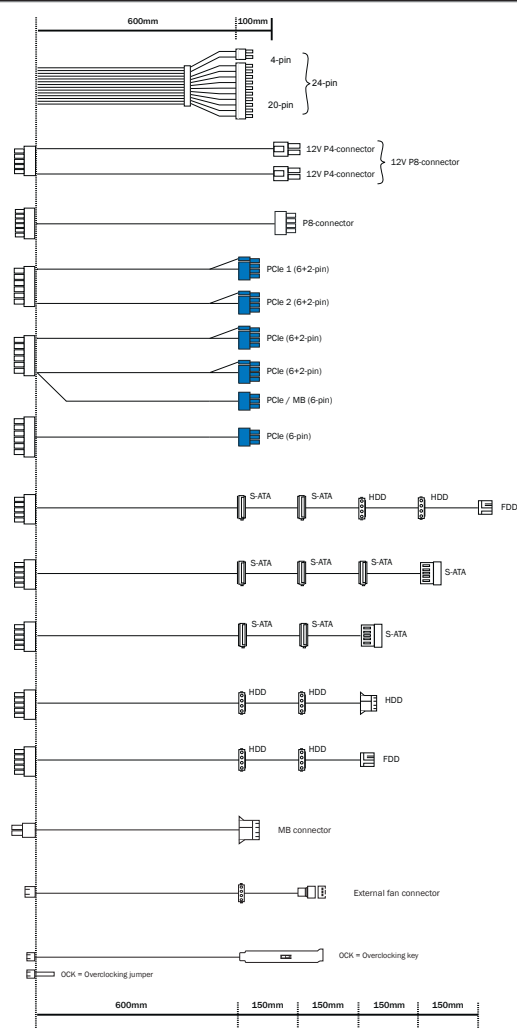 600mm 100mm
4-pin
24-pin
20-pin
12V P4-connector
12V P8-connector
12V P4-connector
P8-connector
PCIe 1 (6+2-pin)
PCIe 2 (6+2-pin)
PCIe (6+2-pin)
PCIe (6+2-pin)
PCIe / MB (6-pin)
PCIe (6-pin)
S-ATA S-ATA HDD HDD
FDD
S-ATA S-ATA S-ATA
S-ATA
S-ATA S-ATA
S-ATA
HDD HDD
HDD
HDD HDD
FDD
MB connector
External fan connector
OCK = Overclocking key
OCK = Overclocking jumper
600mm 150mm 150mm 150mm 150mm